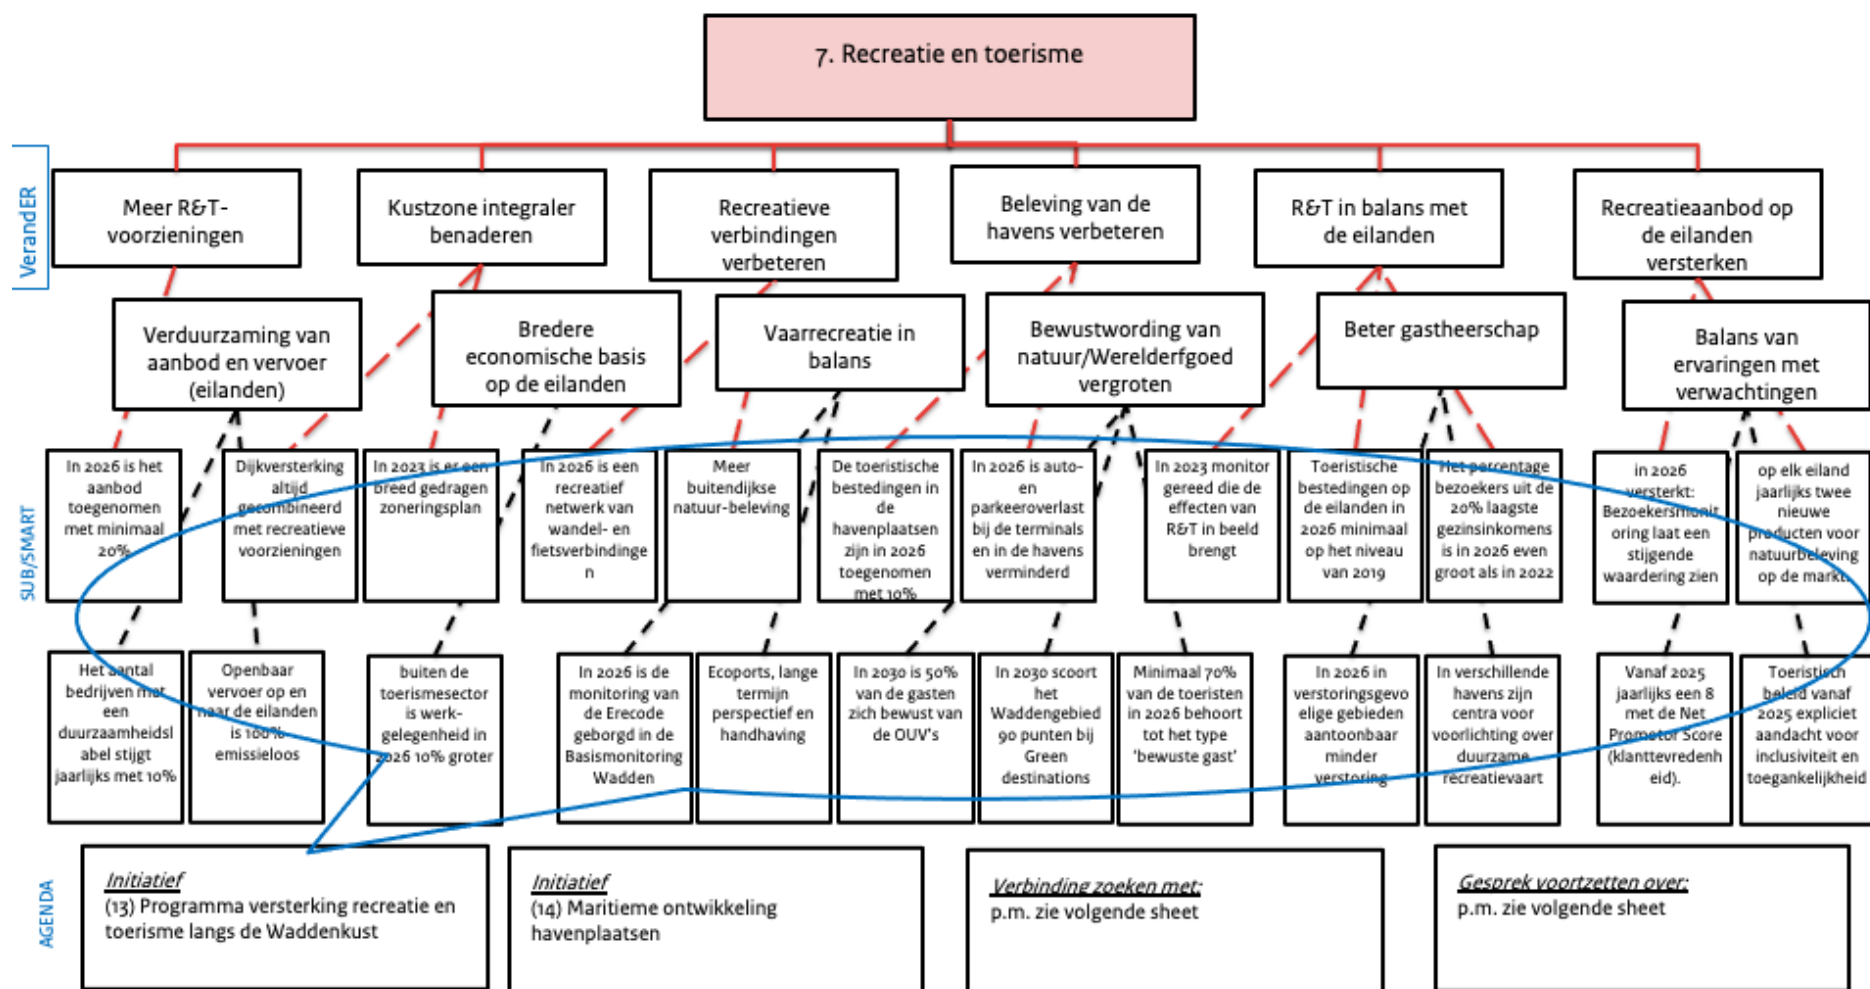 7. Recreatie en toerisme
VerandER
Meer R&T-
voorzieningen
Kustzone integraler
benaderen
Recreatieve
verbindingen
verbeteren
Beleving van de
havens verbeteren
R&T in balans met
de eilanden
Recreatieaanbod op
de eilanden
versterken
Verduurzaming van
aanbod en vervoer
(eilanden)
Bredere
economische basis
op de eilanden
Vaarrecreatie in
balans
Bewustwording van
natuur/Werelderfgoed
vergroten
Beter gastheerschap
Balans van
ervaringen met
verwachtingen
SUB/SMART
In 2026 is het
aanbod
toegenomen
met minimaal
20%
Dijkversterking
altijd
gecombineerd
met recreatieve
voorzieningen
In 2023 is er een
breed gedragen
zoneringsplan
In 2026 is een
recreatief
netwerk van
wandel- en
fietsverbindinge
n
Meer
buitendijkse
natuur-beleving
De toeristische
bestedingen in
de
havenplaatsen
zijn in 2026
toegenomen
met 10%
In 2026 is auto-
en
parkeeroverlast
bij de terminals
en in de havens
verminderd
In 2023 monitor
gereed die de
effecten van
R&T in beeld
brengt
Toeristische
bestedingen op
de eilanden in
2026 minimaal
op het niveau
van 2019
Het percentage
bezoekers uit de
20% laagste
gezinsinkomens
is in 2026 even
groot als in 2022
in 2026
versterkt:
Bezoekersmonit
oring laat een
stijgende
waardering zien
op elk eiland
jaarlijks twee
nieuwe
producten voor
natuurbeleving
op de markt.
Het aantal
bedrijven met
een
duurzaamheidsl
abel stijgt
jaarlijks met 10%
Openbaar
vervoer op en
naar de eilanden
is 100%
emissieloos
buiten de
toerismesector
is werk-
gelegenheid in
2026 10% groter
In 2026 is de
monitoring van
de Erecode
geborgd in de
Basismonitoring
Wadden
Ecoports, lange
termijn
perspectief en
handhaving
In 2030 is 50%
van de gasten
zich bewust van
de OUV's
In 2030 scoort
het
Waddengebied
90 punten bij
Green
destinations
Minimaal 70%
van de toeristen
in 2026 behoort
tot het type
'bewuste gast'
In 2026 in
verstoringsgevo
elige gebieden
aantoonbaar
minder
verstoring
In verschillende
havens zijn
centra voor
voorlichting over
duurzame
recreatievaart
Vanaf 2025
jaarlijks een 8
met de Net
Promotor Score
(klanttevredenh
eid).
Toeristisch
beleid vanaf
2025 expliciet
aandacht voor
inclusiviteit en
toegankelijkheid
AGENDA
Initiatief
(13) Programma versterking recreatie en
toerisme langs de Waddenkust
Initiatief
(14) Maritieme ontwikkeling
havenplaatsen
Verbinding zoeken met:
p.m. zie volgende sheet
Gesprek voortzetten over:
p.m. zie volgende sheet